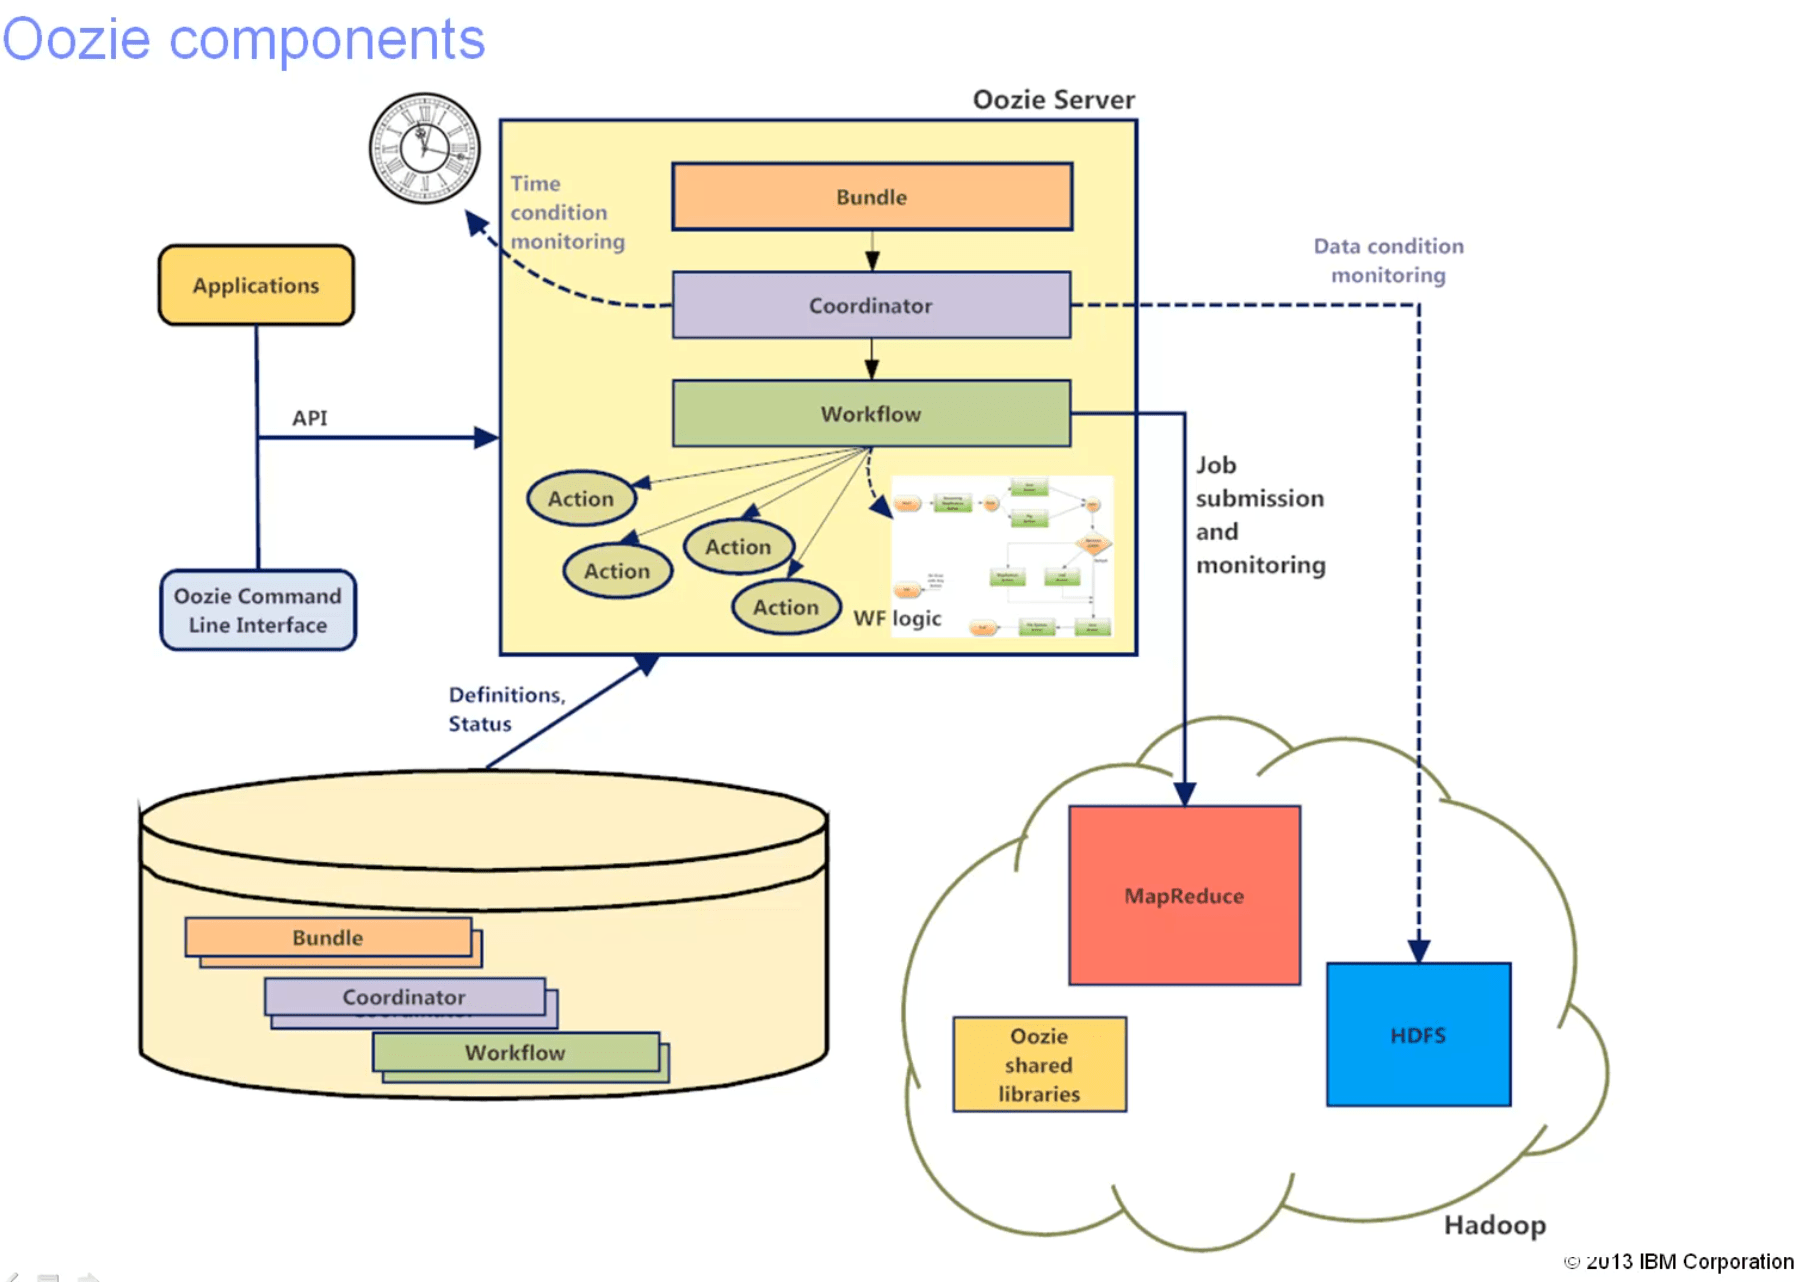 Oozie components
Oozie Server
Time
condition
monitoring
Bundle
Data condition
monitoring
Applications
Coordinator
API
Workflow
Job
submission
and
monitoring
Action
Action
Action
Action
WF logic
Oozie Command
Line Interface
Definitions,
Status
Bundle
Coordinator
Workflow
MapReduce
HDFS
Oozie
shared
libraries
Hadoop
© 2013 IBM Corporation